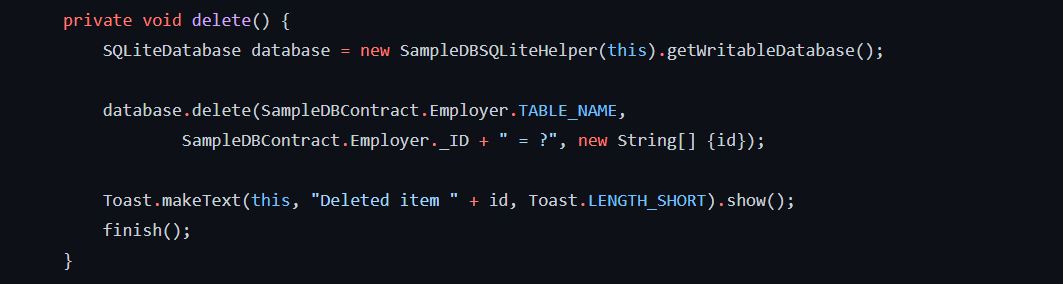 private void delete() {
SQLiteDatabase database = new SampleDBSQLiteHelper(this).getWritableDatabase();
database.delete(SampleDBContract.Employer.TABLE_NAME,
SampleDBContract.Employer._ID + " = ?", new String[] {id});
Toast.makeText(this, "Deleted item " + id, Toast.LENGTH_SHORT).show();
finish();
}